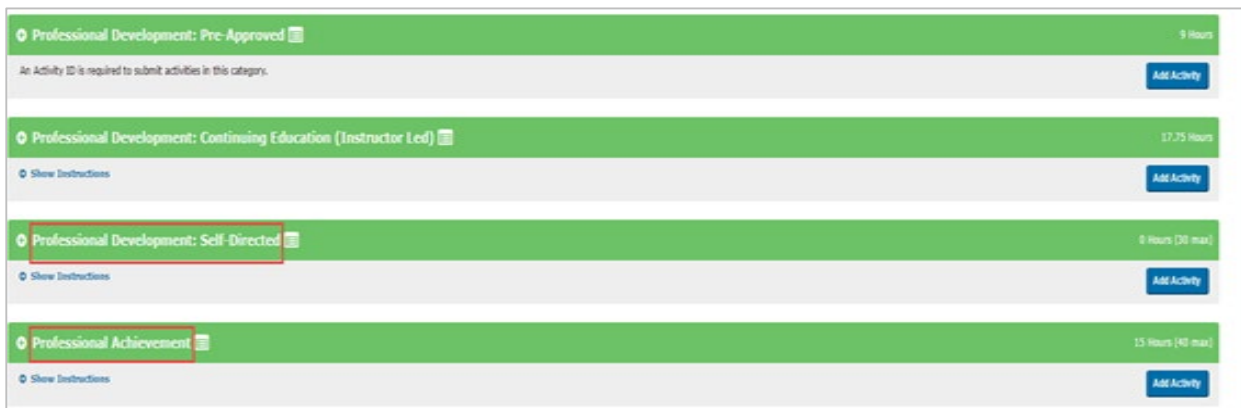 Professional Development: Pre-Approved
9 Hours
An Activity ID is required to submit activities in this category.
Add Activity
Professional Development: Continuing Education (Instructor Led)
17.75 Hours
Show Instructions
Add Activity
Professional Development: Self-Directed
0 Hours (30 max)
Show Instructions
Add Activity
Professional Achievement
15 Hours (40 max)
Show Instructions
Add Activity